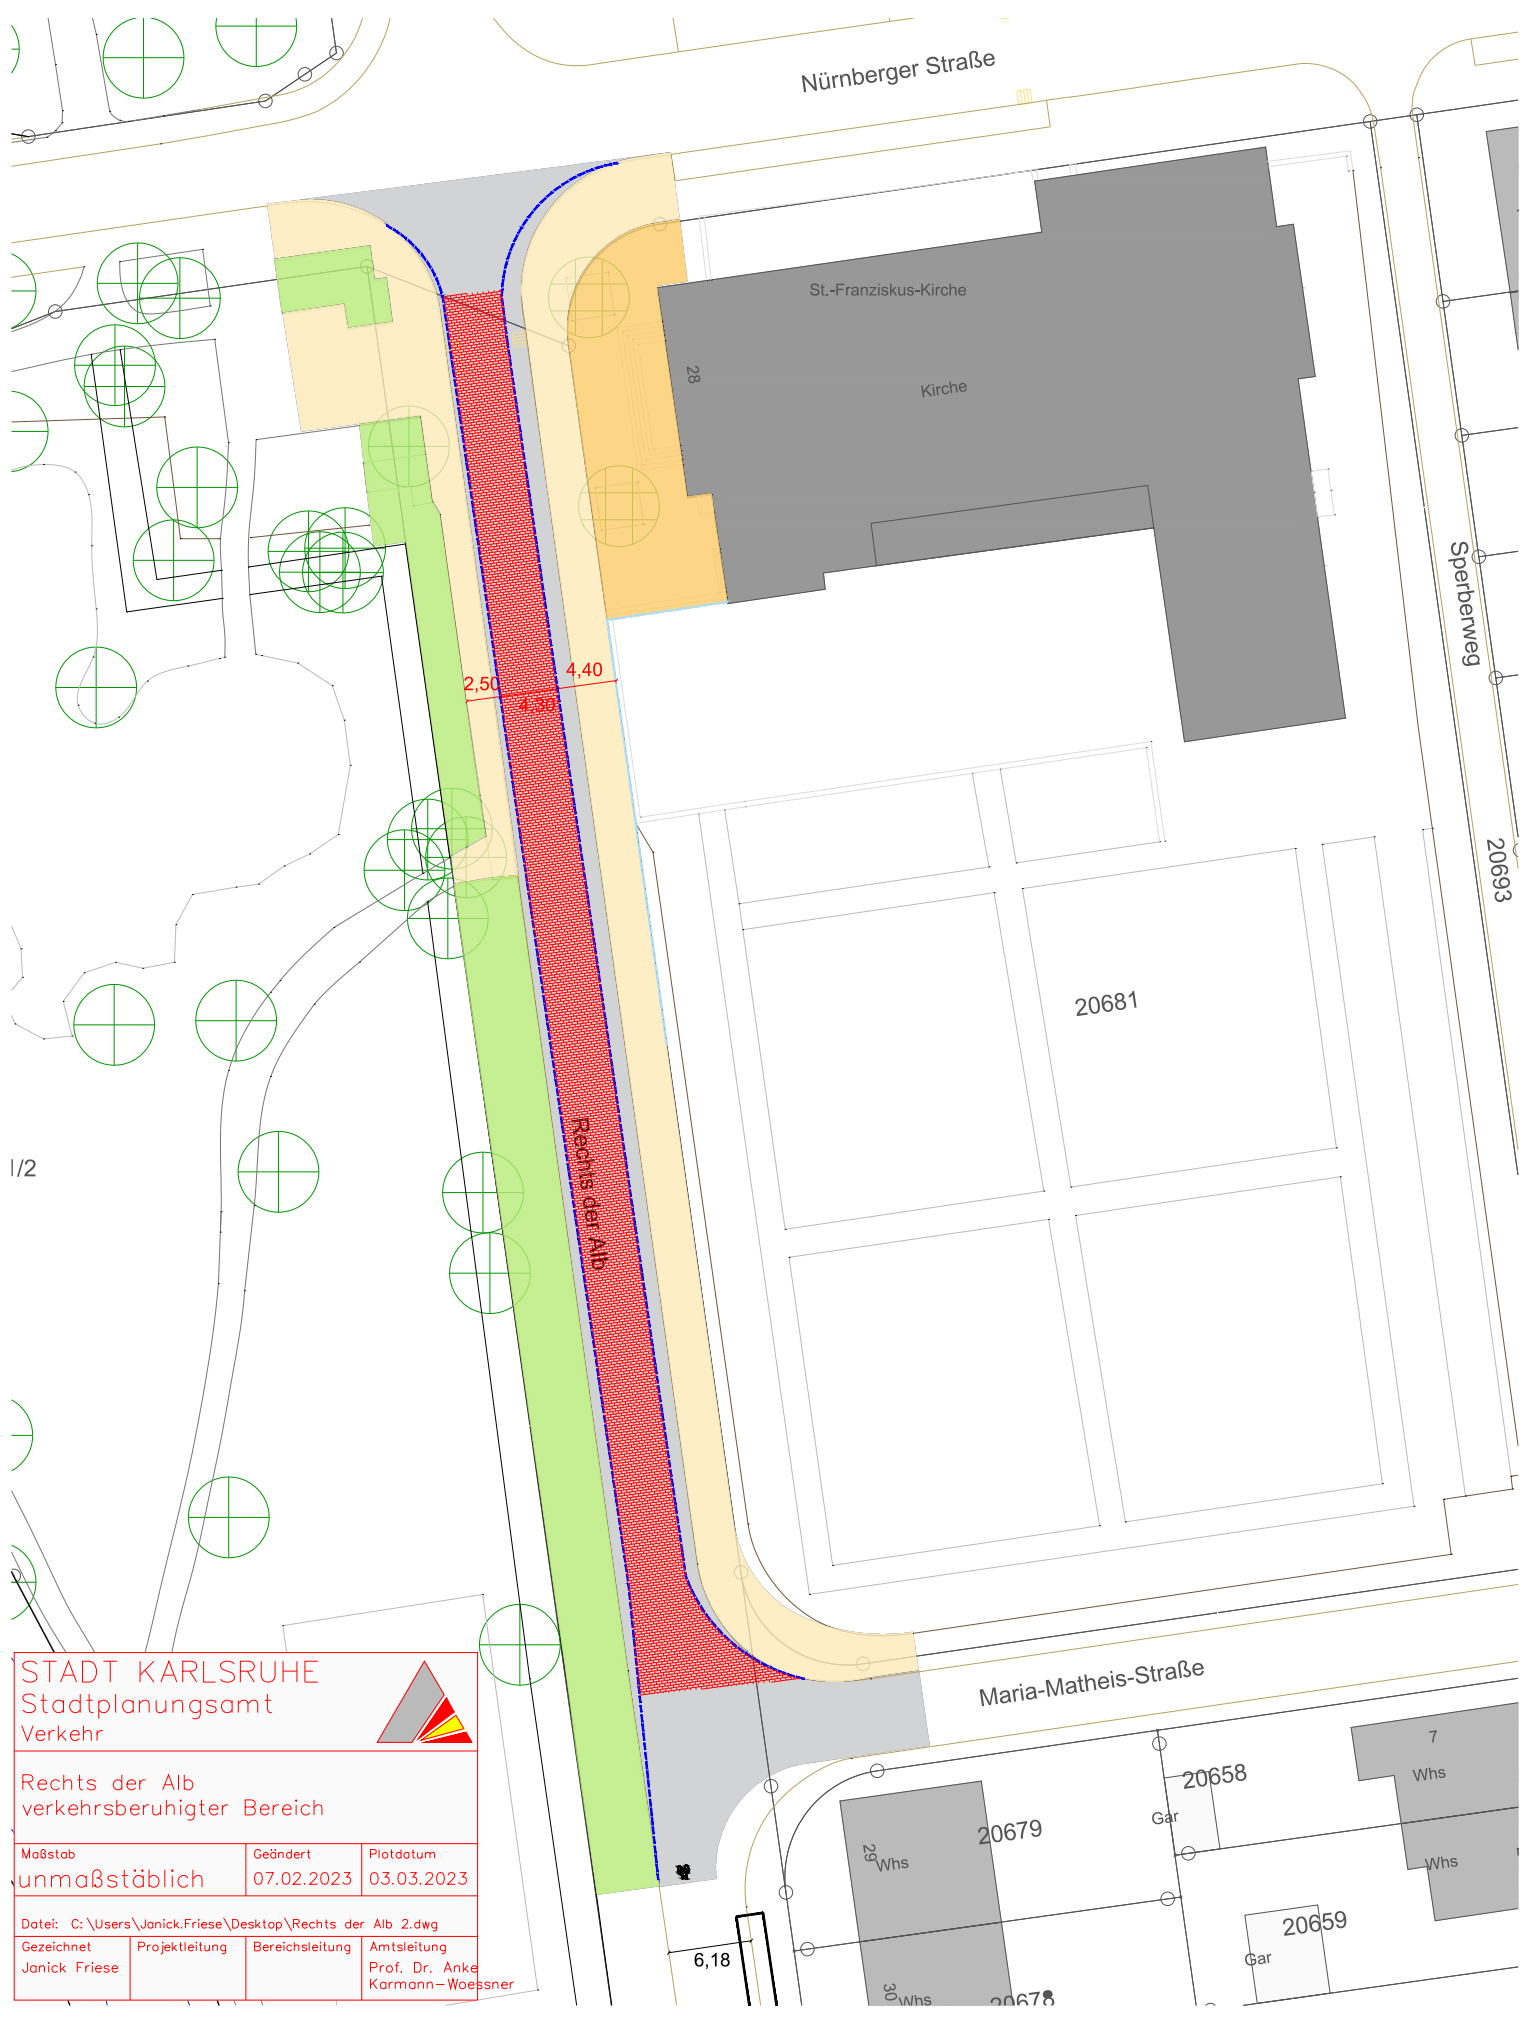 Nürnberger Straße
St.-Franziskus-Kirche
28
Kirche
Sperberweg
4,40
2,50
4,30
20693
20681
Rechts der Alb
1/2
Maria-Matheis-Straße
7
Whs
20658
Gar
20679
29
Whs
Whs
20659
Gar
6,18
30
Whs
20678
STADT KARLSRUHE
Stadtplanungsamt
Verkehr
Rechts der Alb
verkehrsberuhigter Bereich
Maßstab
unmaßstäblich
Geändert
07.02.2023
Plotdatum
03.03.2023
Datei: C:\Users\Janick.Friese\Desktop\Rechts der Alb 2.dwg
Gezeichnet
Janick Friese
Projektleitung
Bereichsleitung
Amtsleitung
Prof. Dr. Anke
Karmann-Woessner